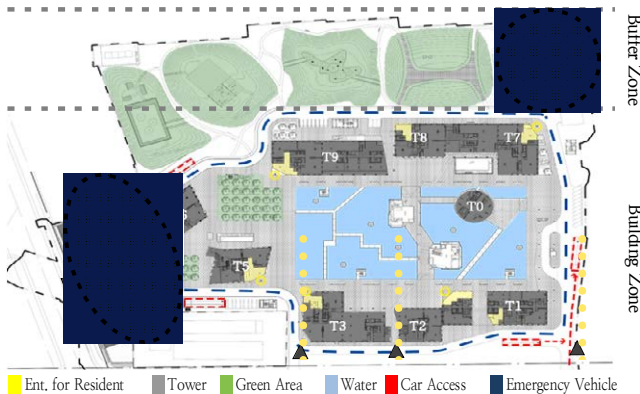 Buffer Zone
T8
T7
T9
T0
Building Zone
T5
T3
T2
T1
Ent. for Resident
Tower
Green Area
Water
Car Access
Emergency Vehicle